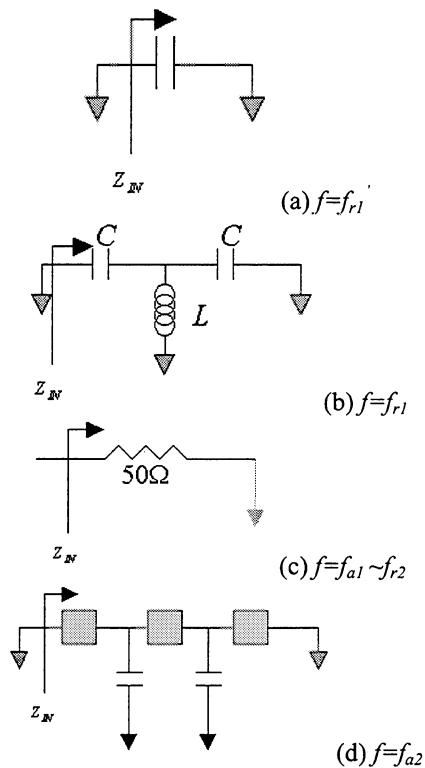 Z_IN
(a) f=f_r1'
C C
L
Z_IN
(b) f=f_r1
50Ω
Z_IN
(c) f=f_a1~f_r2
Z_IN
(d) f=f_a2